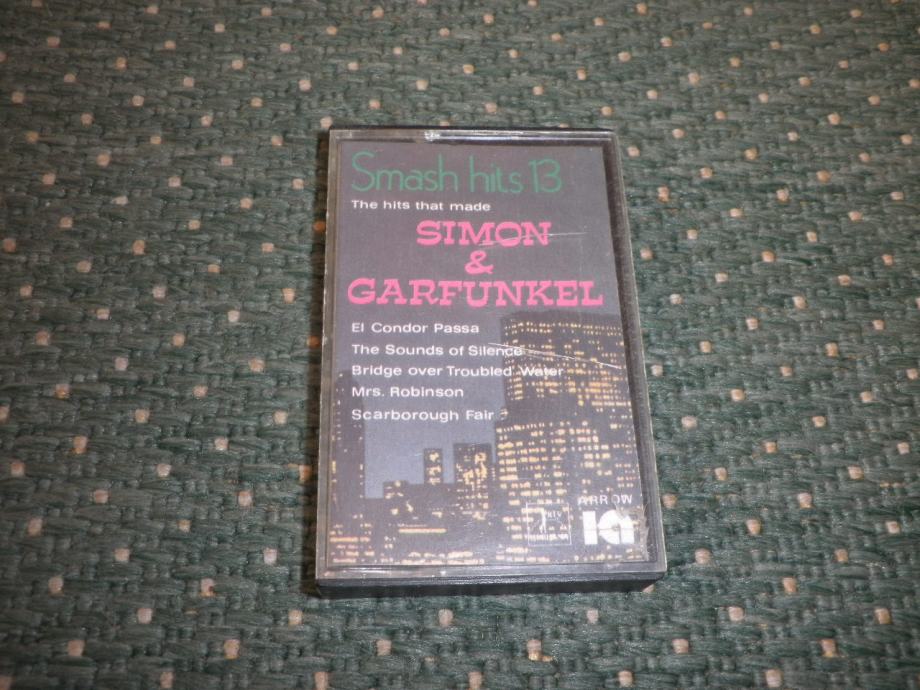 Smash hits 13
The hits that made
SIMON
&
GARFUNKEL
El Condor Passa
The Sounds of Silence
Bridge over Troubled Water
Mrs. Robinson
Scarborough Fair
ARROW